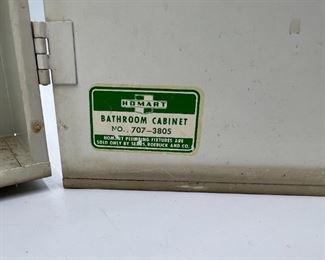 HOMART
BATHROOM CABINET
NO. 707-3805
HOMART PLUMBING FIXTURES ARE
SOLD ONLY BY SEARS, ROEBUCK AND CO.